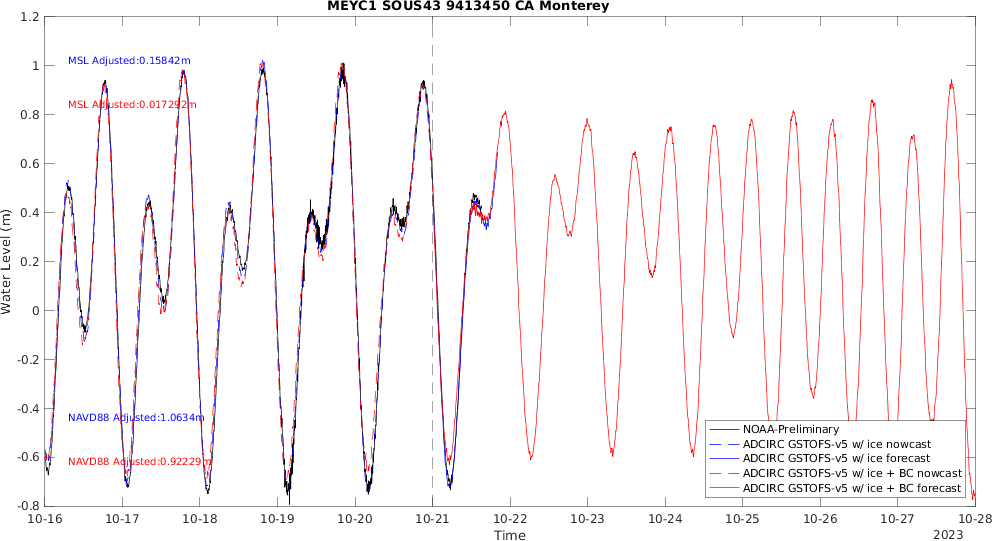 MEYC1 SOUS43 9413450 CA Monterey
1.2
1
0.8
0.6
0.4
0.2
0
-0.2
-0.4
-0.6
-0.8
Water Level (m)
MSL Adjusted:0.15842m
MSL Adjusted:0.017292m
NAVD88 Adjusted:1.0634m
NAVD88 Adjusted:0.92229m
NOAA-Preliminary
ADCIRC GSTOFS-v5 w/ ice nowcast
ADCIRC GSTOFS-v5 w/ ice forecast
ADCIRC GSTOFS-v5 w/ ice + BC nowcast
ADCIRC GSTOFS-v5 w/ ice + BC forecast
10-16 10-17 10-18 10-19 10-20 10-21 10-22 10-23 10-24 10-25 10-26 10-27 10-28
Time
2023